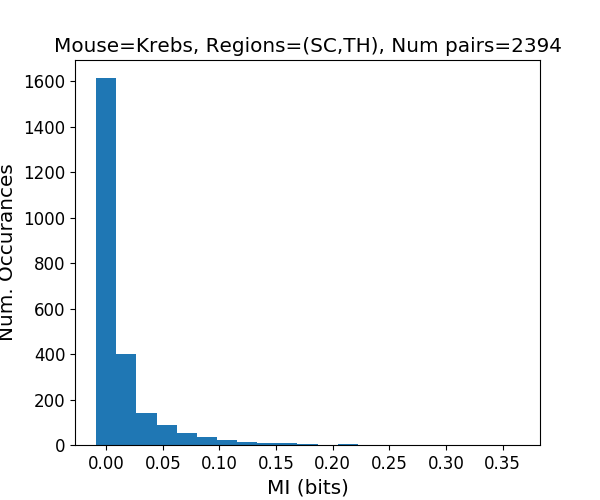 Mouse=Krebs, Regions=(SC,TH), Num pairs=2394
1600
1400
1200
1000
800
600
400
200
0
Num. Occurances
0.00 0.05 0.10 0.15 0.20 0.25 0.30 0.35
MI (bits)